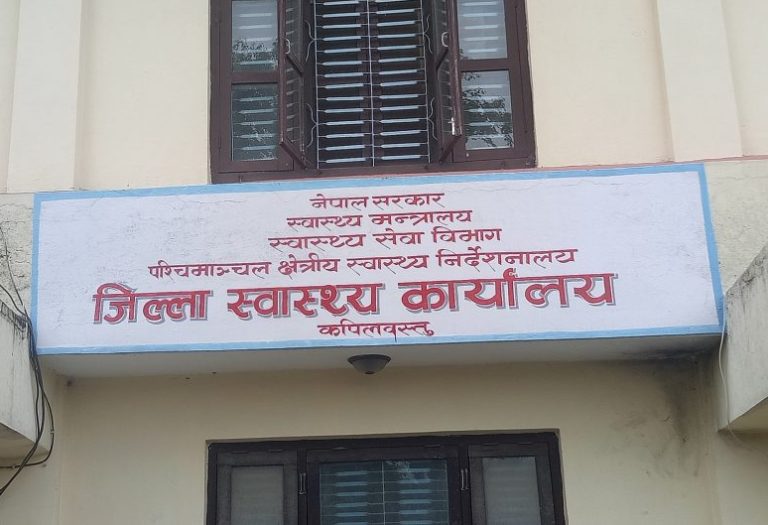 नेपाल सरकार
स्वास्थ्य मन्त्रालय
स्वास्थ्य सेवा विभाग
पश्चिमाञ्चल क्षेत्रीय स्वास्थ्य निर्देशनालय
जिल्ला स्वास्थ्य कार्यालय
कपिलवस्तु